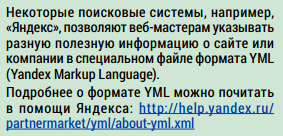 Некоторые поисковые системы, например,
«Яндекс», позволяют веб-мастерам указывать
разную полезную информацию о сайте или
компании в специальном файле формата YML
(Yandex Markup Language).
Подробнее о формате YML можно почитать
в помощи Яндекса: http://help.yandex.ru/
partnermarket/yml/about-yml.xml